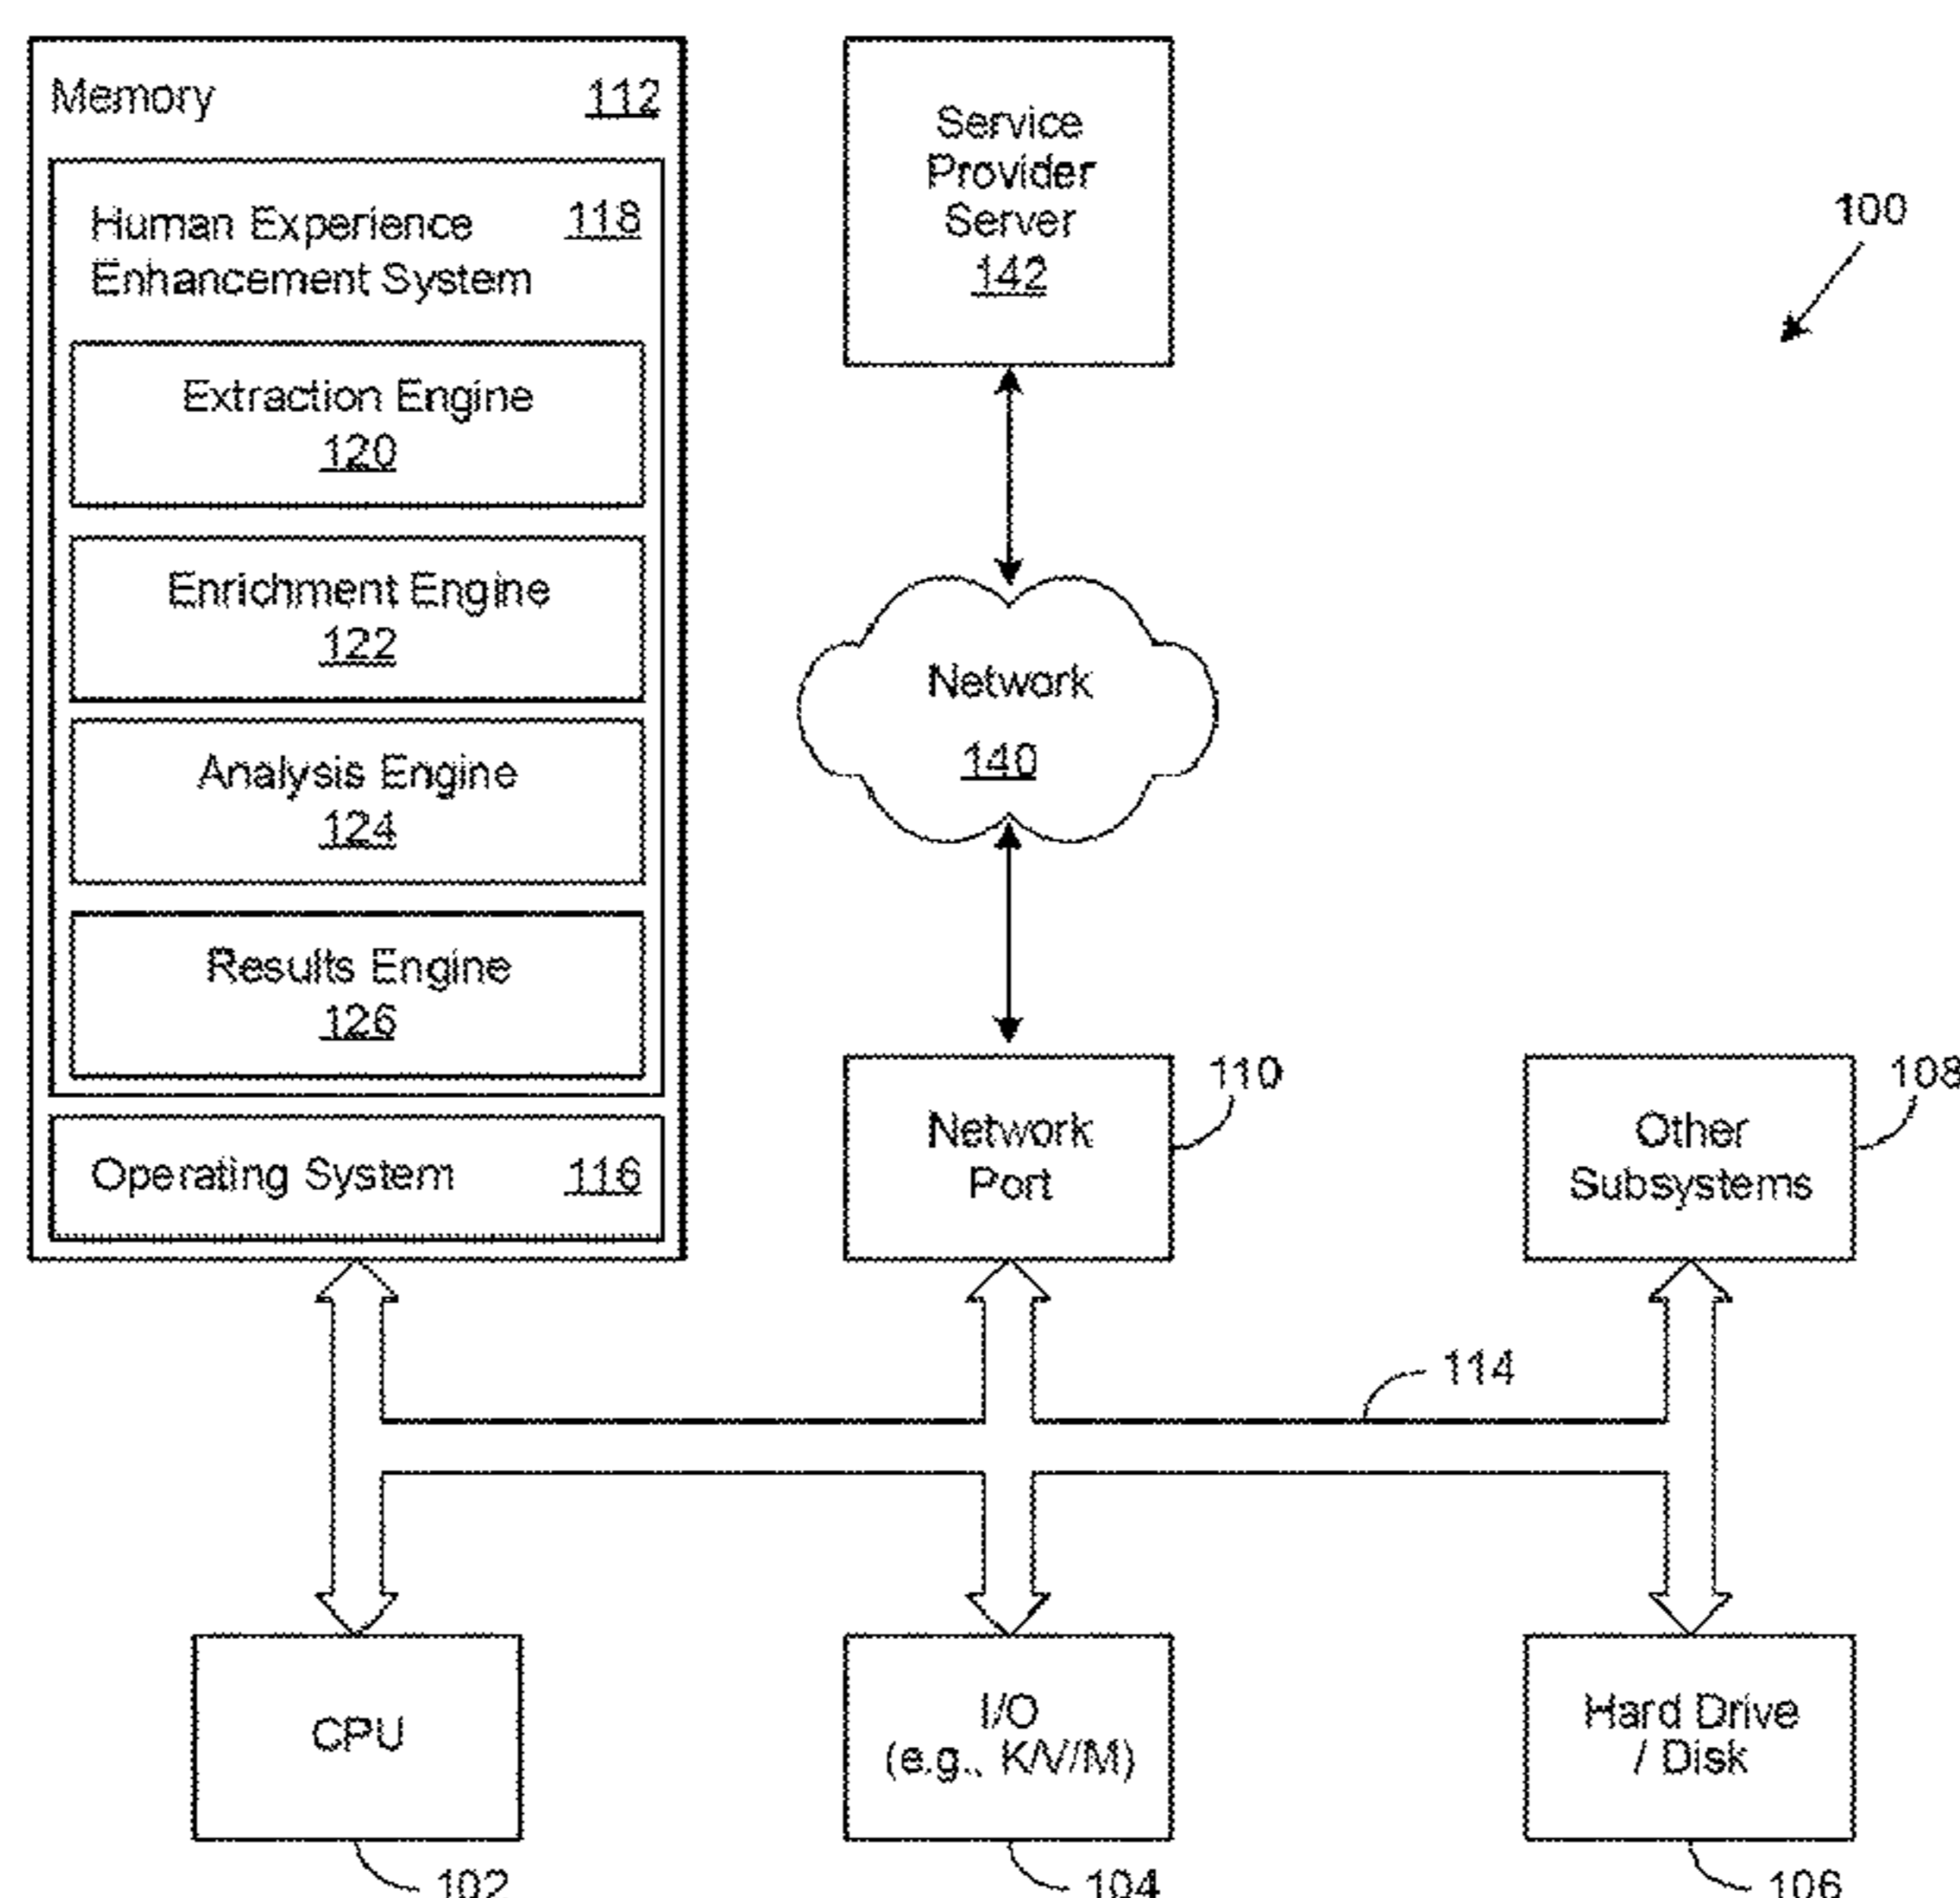 Memory 112
Human Experience 118
Enhancement System
Extraction Engine
120
Enrichment Engine
122
Analysis Engine
124
Results Engine
126
Operating System 116
Service
Provider
Server
142
100
Network
140
Network
Port
110
Other
Subsystems
108
114
CPU
102
I/O
(e.g., K/V/M)
104
Hard Drive
/ Disk
106